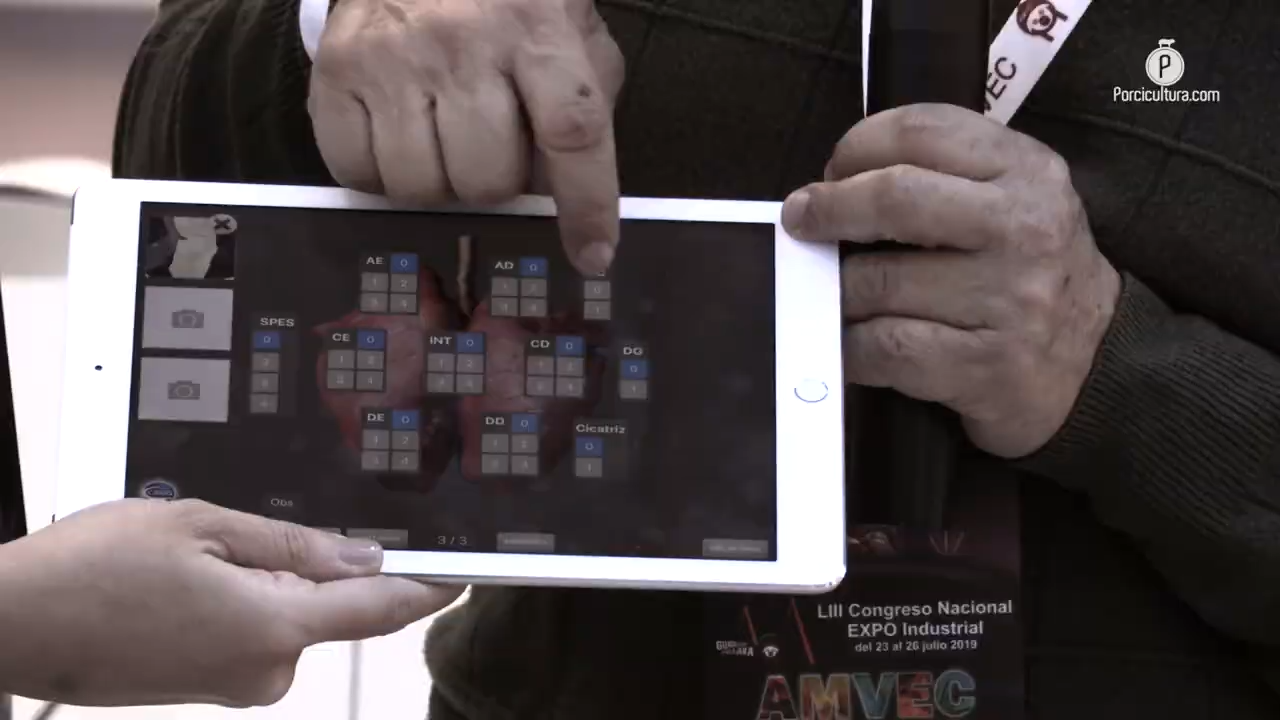 P
Porcicultura.com
VEC
AE 0
1 2
3 4
AD 0
1 2
3 4
0
1
SPES
0
CE 0
1 2
3 4
INT 0
1 2
3 4
CD 0
1 2
3 4
DG
0
1
DE 0
1 2
3 4
DD 0
1 2
3 4
Cicatriz
0
1
Obs
3 / 3
LIII Congreso Nacional
EXPO Industrial
del 23 al 26 julio 2019
AMVEC